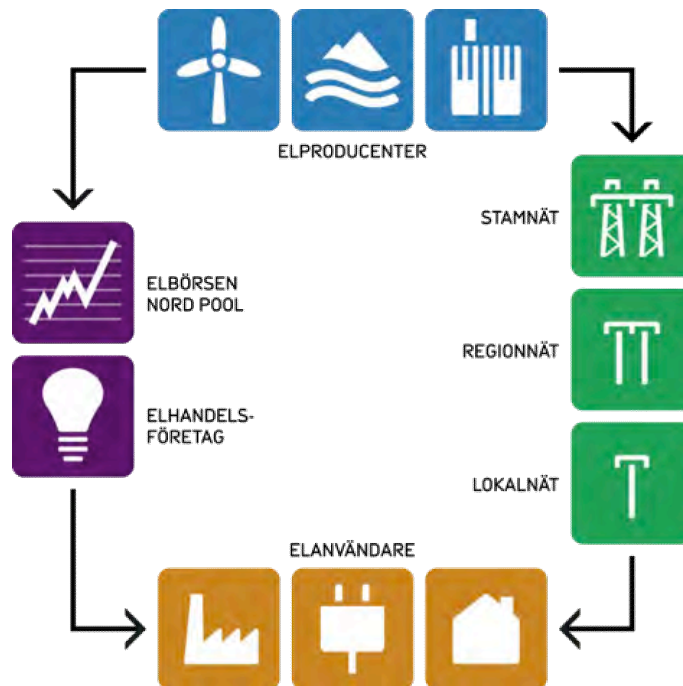 ELPRODUCENTER
STAMNÄT
ELBÖRSEN
NORD POOL
REGIONNÄT
ELHANDELS-
FÖRETAG
LOKALNÄT
ELANVÄNDARE